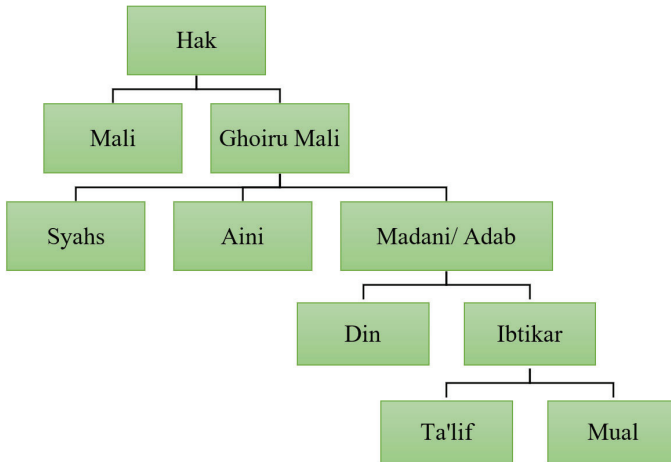 Hak
Mali
Ghoiru Mali
Syahs
Aini
Madani/ Adab
Din
Ibtikar
Ta'lif
Mual